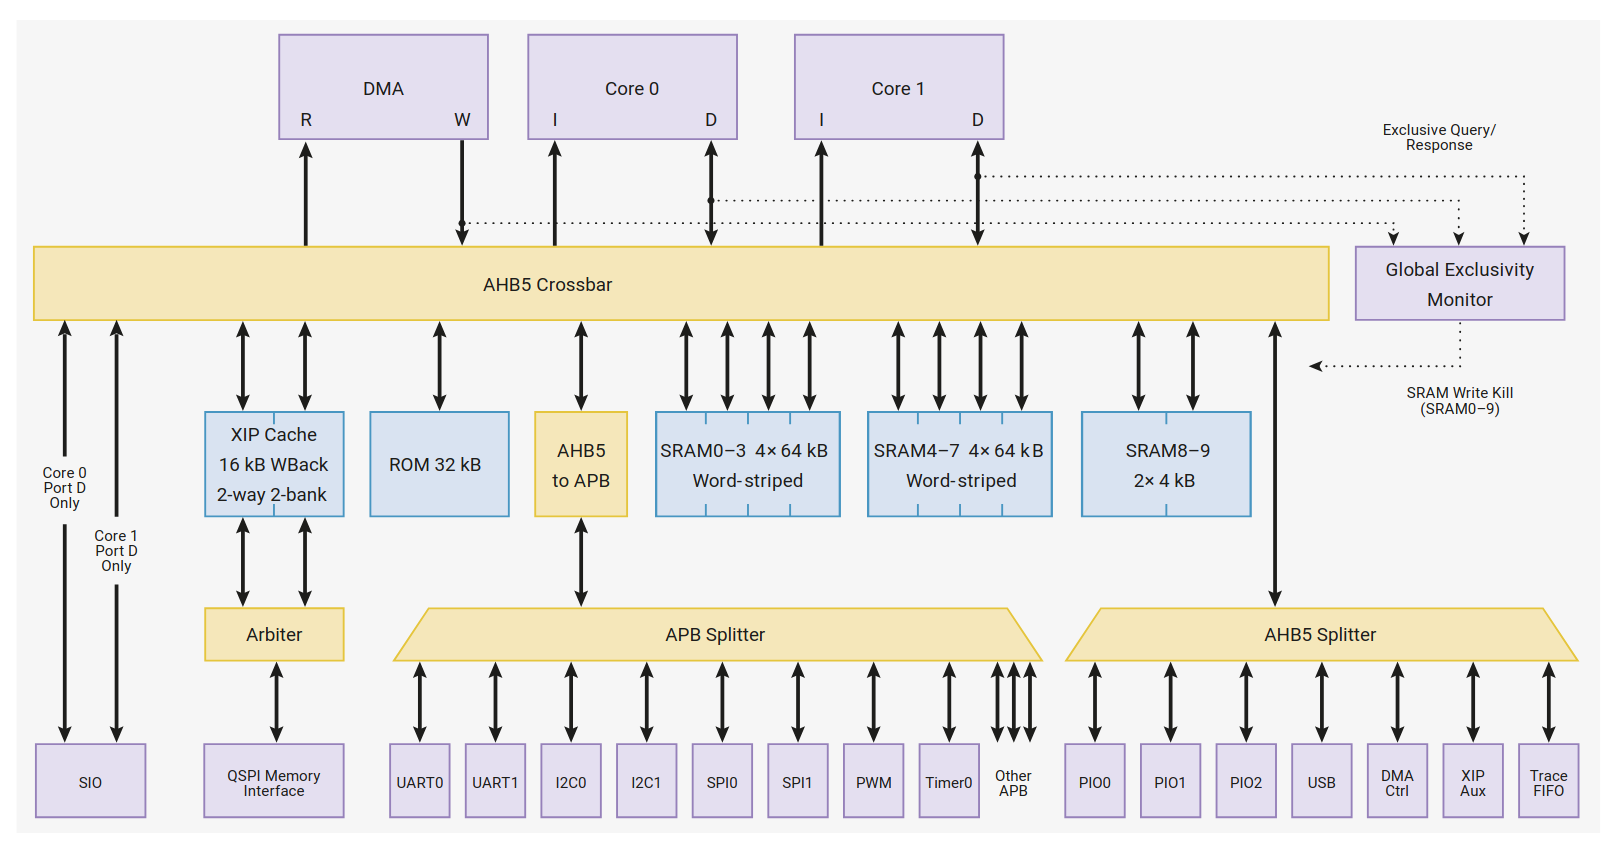 DMA
R
W
Core 0
I
D
Core 1
I
D
Exclusive Query/
Response
AHB5 Crossbar
Global Exclusivity
Monitor
SRAM Write Kill
(SRAM0–9)
Core 0
Port D
Only
Core 1
Port D
Only
XIP Cache
16 kB WBack
2-way 2-bank
ROM 32 kB
AHB5
to APB
SRAM0–3 4× 64 kB
Word-striped
SRAM4–7 4× 64 kB
Word-striped
SRAM8–9
2× 4 kB
Arbiter
APB Splitter
AHB5 Splitter
SIO
QSPI Memory
Interface
UART0
UART1
I2C0
I2C1
SPI0
SPI1
PWM
Timer0
Other
APB
PIO0
PIO1
PIO2
USB
DMA
Ctrl
XIP
Aux
Trace
FIFO